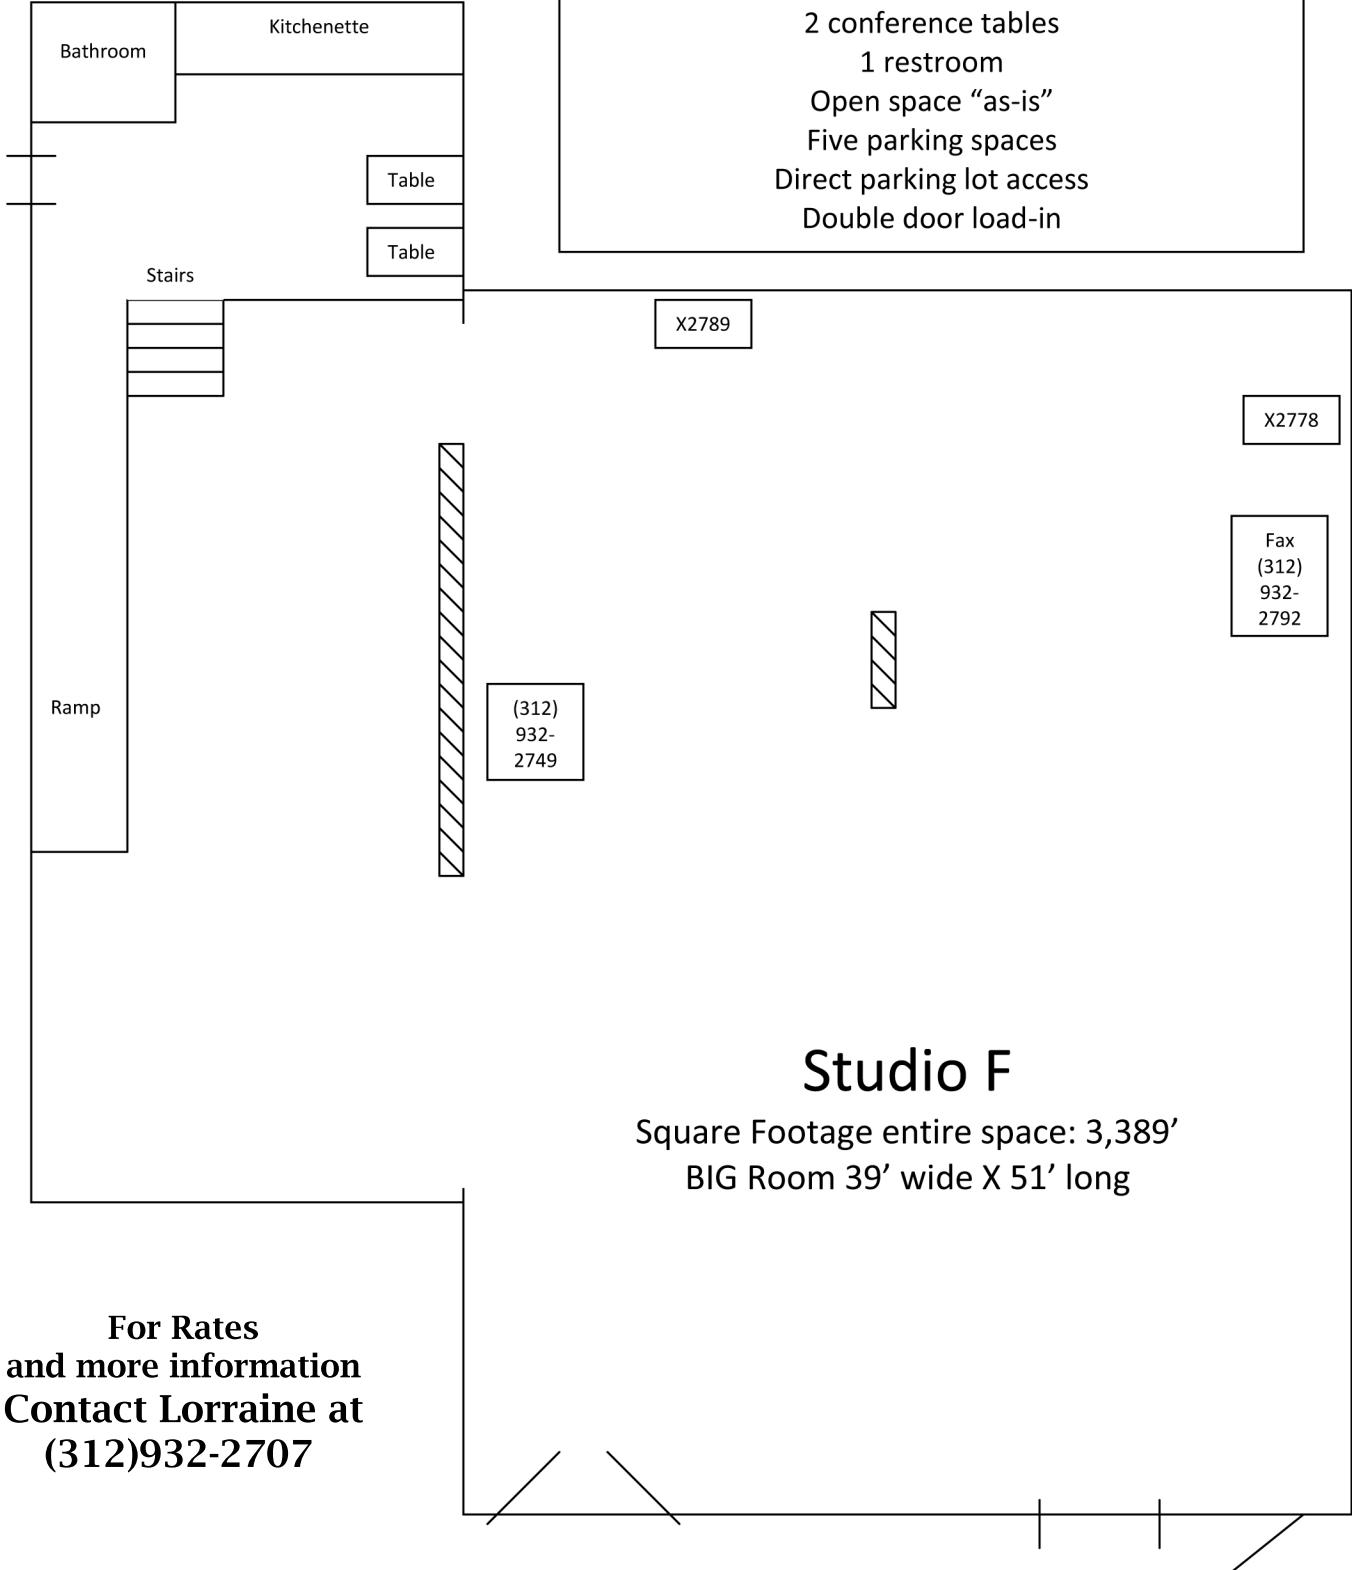 Bathroom
Kitchenette
2 conference tables
1 restroom
Open space “as-is”
Five parking spaces
Direct parking lot access
Double door load-in
Table
Table
Stairs
X2789
X2778
Fax
(312)
932-
2792
Ramp
(312)
932-
2749
Studio F
Square Footage entire space: 3,389’
BIG Room 39’ wide X 51’ long
For Rates
and more information
Contact Lorraine at
(312)932-2707